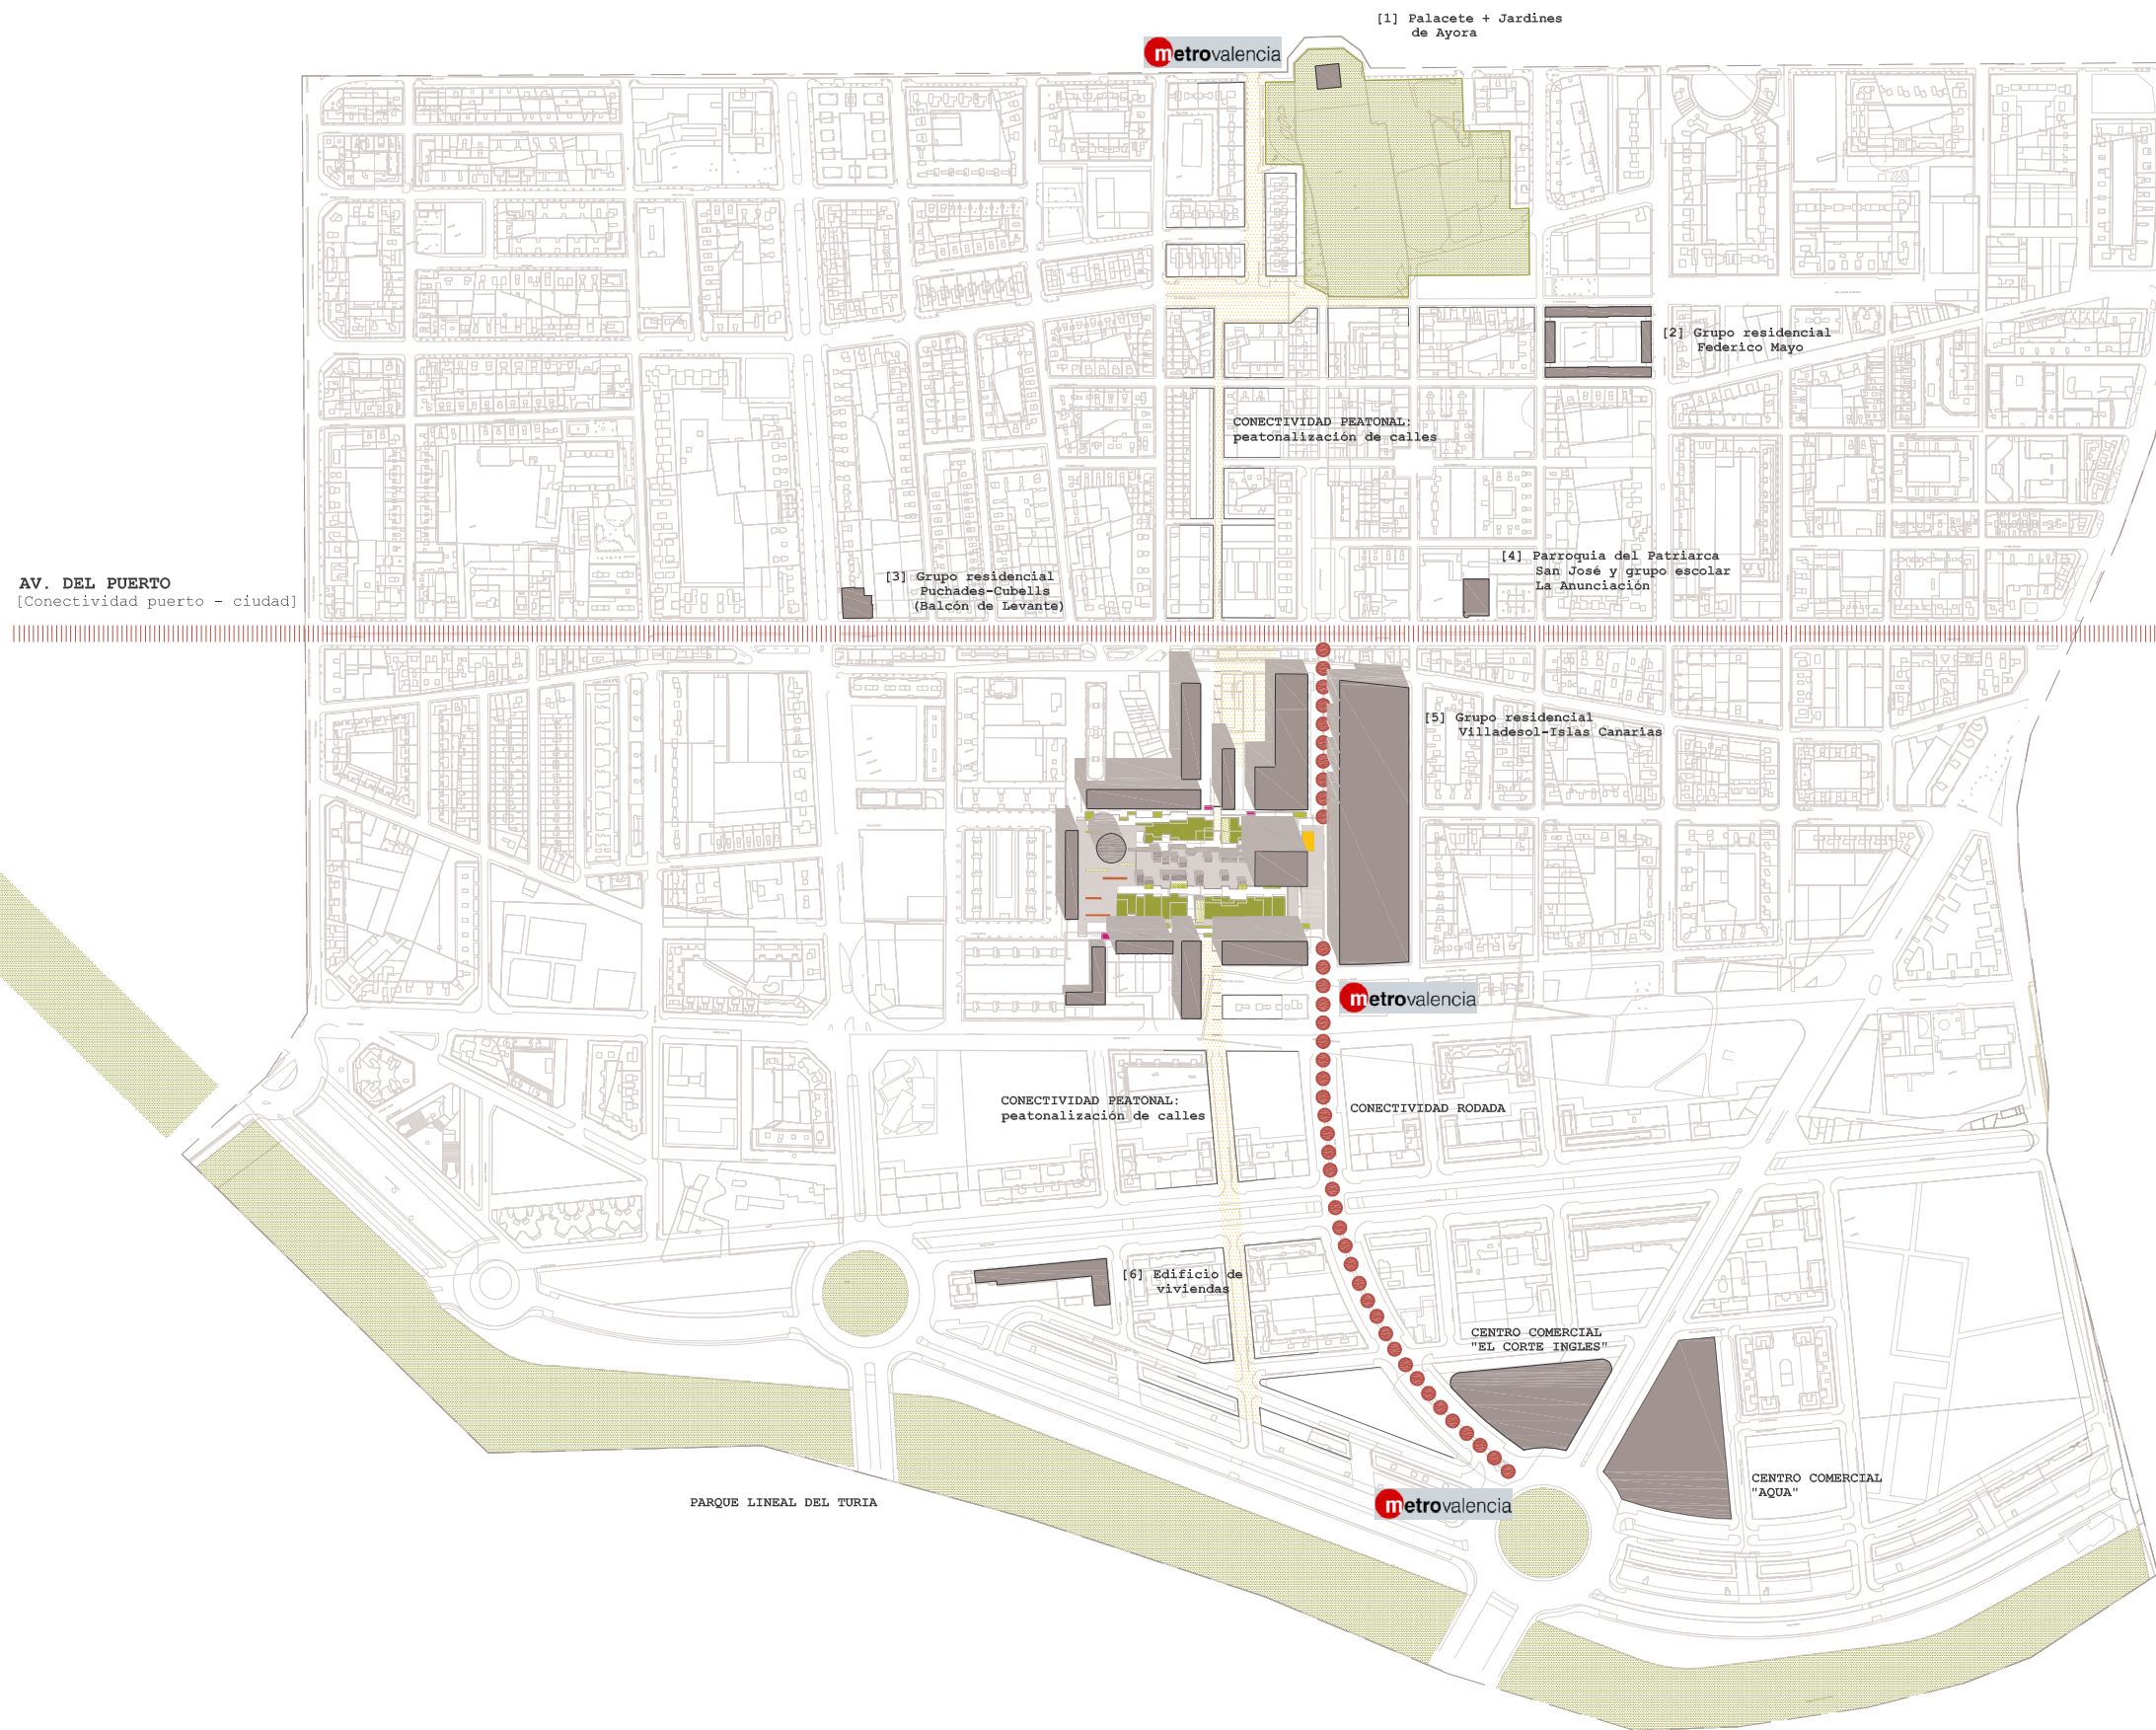 [1] Palacete + Jardines
de Ayora
metrovalencia
[2] Grupo residencial
Federico Mayo
CONECTIVIDAD PEATONAL:
peatonalización de calles
[4] Parroquia del Patriarca
San José y grupo escolar
La Anunciación
[3] Grupo residencial
Puchades-Cubells
(Balcón de Levante)
AV. DEL PUERTO
[Conectividad puerto - ciudad]
[5] Grupo residencial
Villadesol-Islas Canarias
metrovalencia
CONECTIVIDAD PEATONAL:
peatonalización de calles
CONECTIVIDAD RODADA
[6] Edificio de
viviendas
CENTRO COMERCIAL
"EL CORTE INGLES"
CENTRO COMERCIAL
"AQUA"
PARQUE LINEAL DEL TURIA
metrovalencia